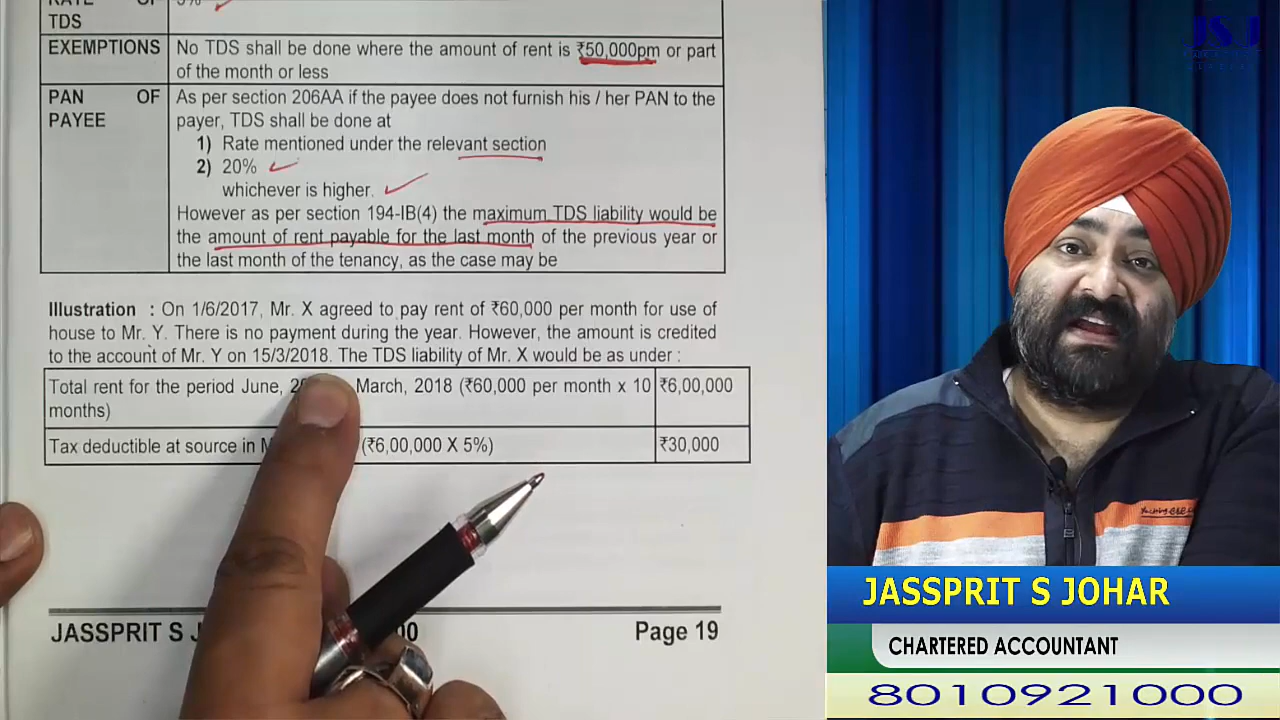 TDS
EXEMPTIONS No TDS shall be done where the amount of rent is ₹50,000pm or part
of the month or less
PAN OF PAYEE As per section 206AA if the payee does not furnish his / her PAN to the
payer, TDS shall be done at
1) Rate mentioned under the relevant section
2) 20%
whichever is higher.
However as per section 194-IB(4) the maximum TDS liability would be
the amount of rent payable for the last month of the previous year or
the last month of the tenancy, as the case may be
Illustration : On 1/6/2017, Mr. X agreed to pay rent of ₹60,000 per month for use of
house to Mr. Y. There is no payment during the year. However, the amount is credited
to the account of Mr. Y on 15/3/2018. The TDS liability of Mr. X would be as under :
Total rent for the period June, March, 2018 (₹60,000 per month x 10 ₹6,00,000
months)
Tax deductible at source in (₹6,00,000 X 5%) ₹30,000
JASSPRIT S Page 19
JSJ
JASSPRIT S JOHAR
CHARTERED ACCOUNTANT
8010921000